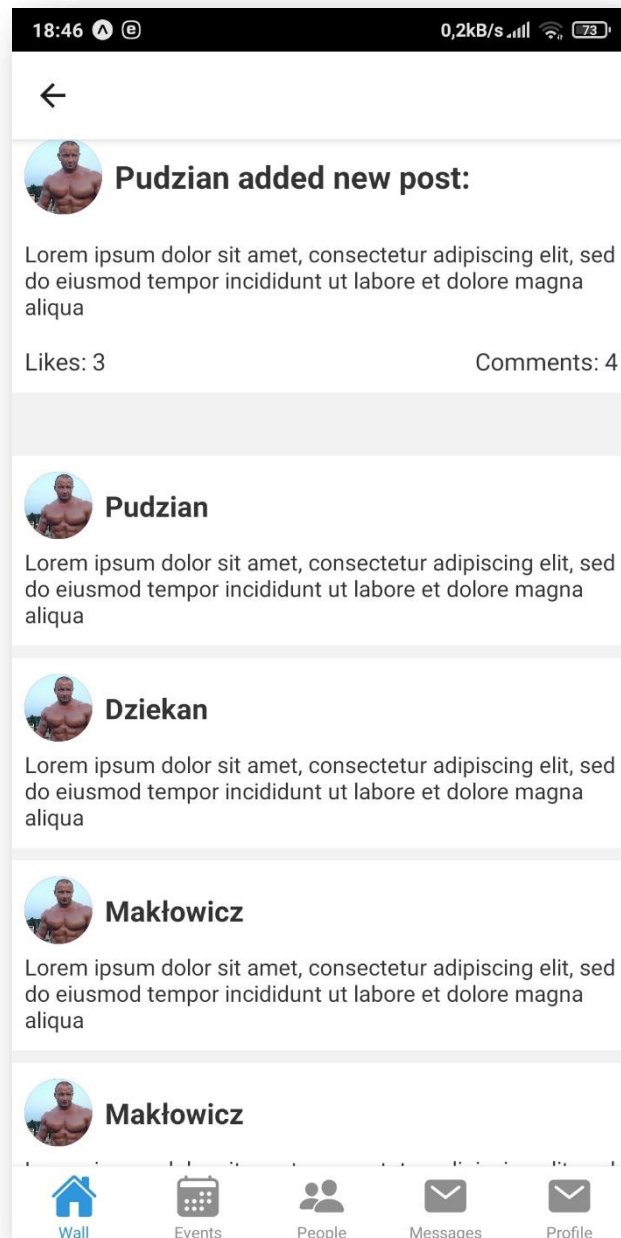 18:46 0,2kB/s 73
Pudzian added new post:
Lorem ipsum dolor sit amet, consectetur adipiscing elit, sed
do eiusmod tempor incididunt ut labore et dolore magna
aliqua
Likes: 3 Comments: 4
Pudzian
Lorem ipsum dolor sit amet, consectetur adipiscing elit, sed
do eiusmod tempor incididunt ut labore et dolore magna
aliqua
Dziekan
Lorem ipsum dolor sit amet, consectetur adipiscing elit, sed
do eiusmod tempor incididunt ut labore et dolore magna
aliqua
Makłowicz
Lorem ipsum dolor sit amet, consectetur adipiscing elit, sed
do eiusmod tempor incididunt ut labore et dolore magna
aliqua
Makłowicz
Wall Events People Messages Profile